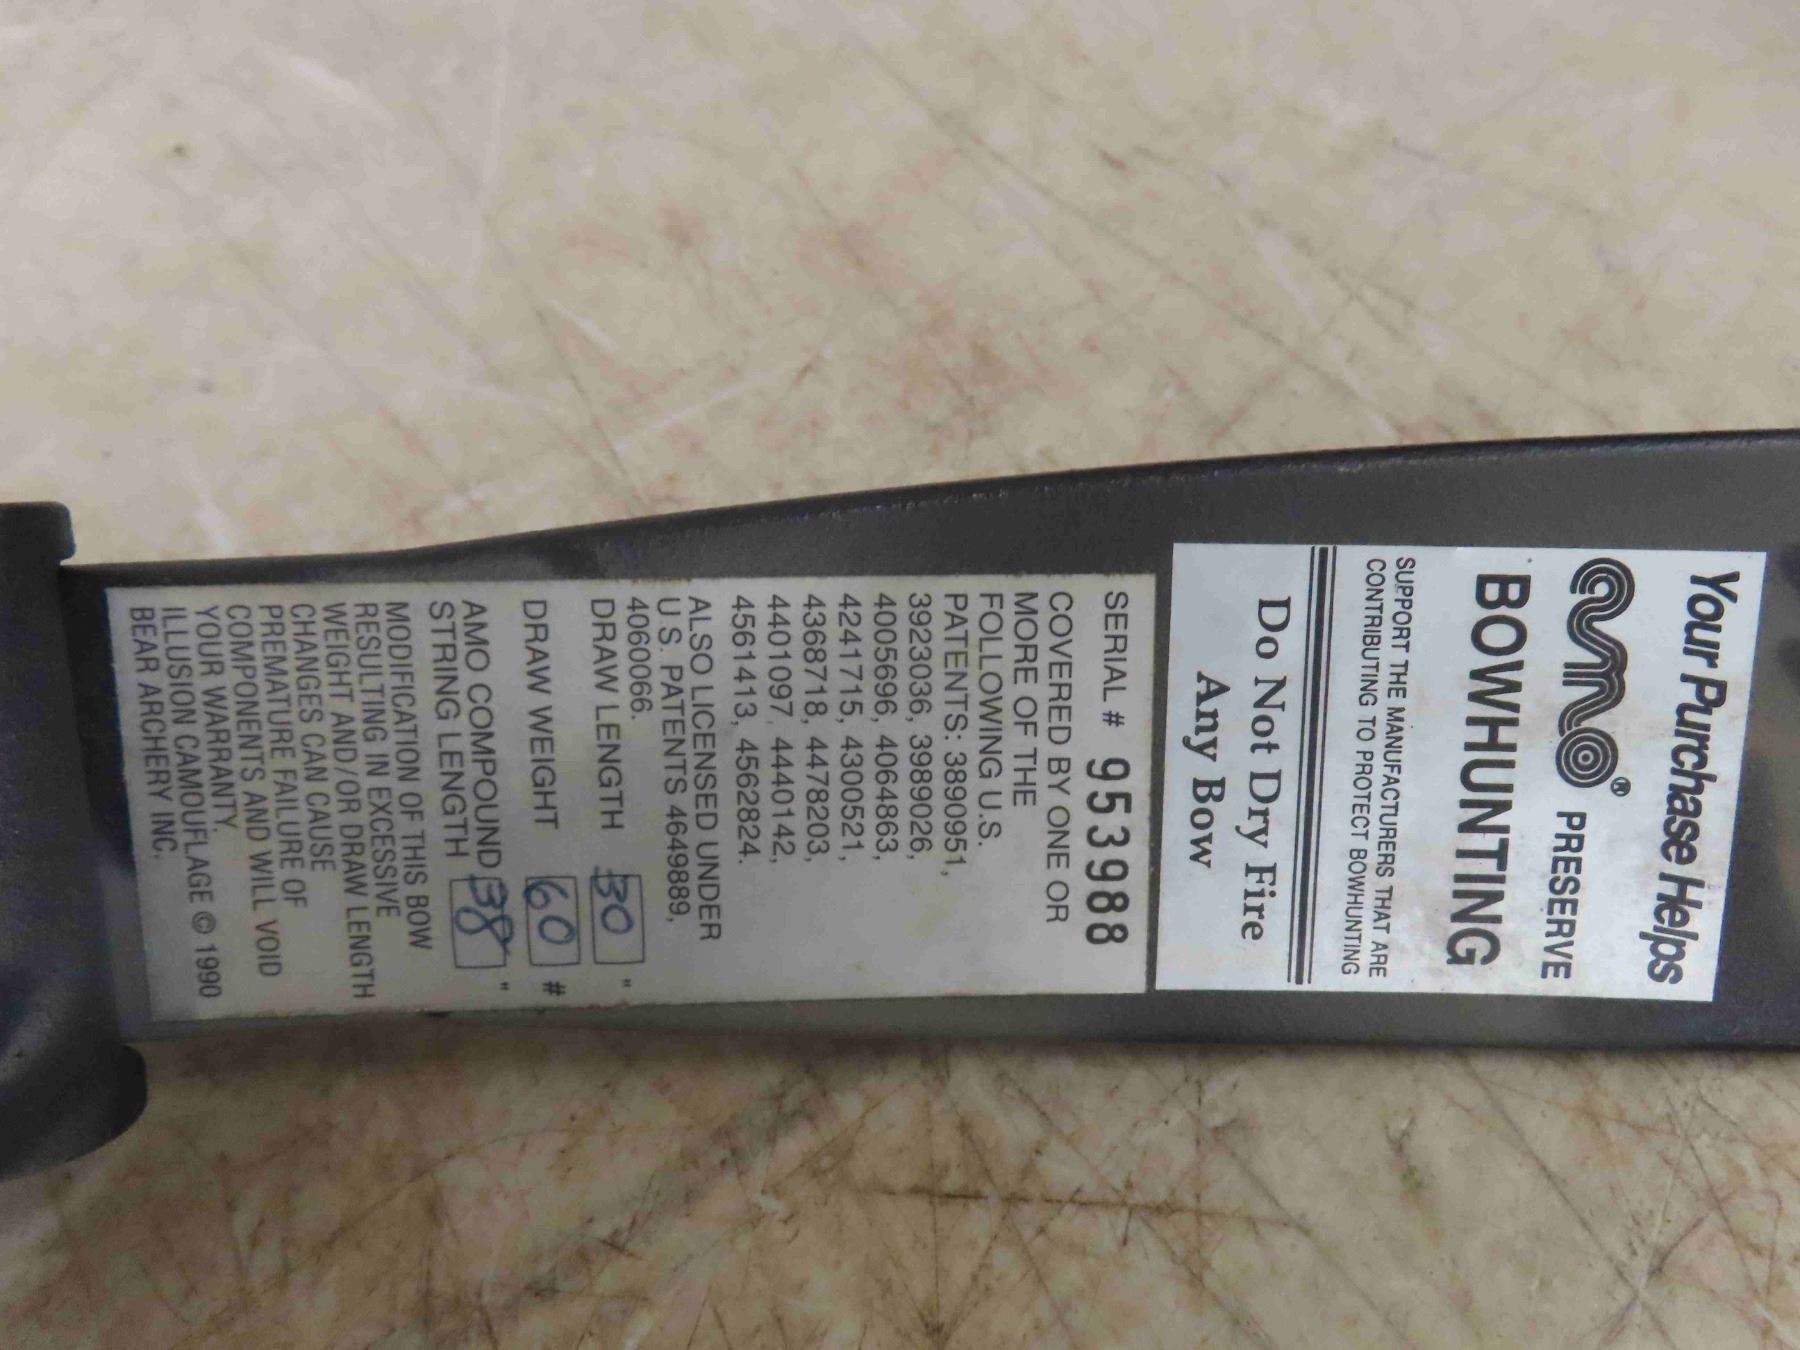 Your Purchase Helps
amo® PRESERVE
BOWHUNTING
SUPPORT THE MANUFACTURERS THAT ARE
CONTRIBUTING TO PROTECT BOWHUNTING
Do Not Dry Fire
Any Bow
SERIAL # 953988
COVERED BY ONE OR
MORE OF THE
FOLLOWING U.S.
PATENTS: 3890951,
3923036, 3989026,
4005696, 4064863,
4241715, 4300521,
4368718, 4478203,
4401097, 4440142,
4561413, 4562824.
ALSO LICENSED UNDER
U.S. PATENTS 4649889,
4060066.
DRAW LENGTH 30 "
DRAW WEIGHT 60 #
AMO COMPOUND
STRING LENGTH 38 "
MODIFICATION OF THIS BOW
RESULTING IN EXCESSIVE
WEIGHT AND/OR DRAW LENGTH
CHANGES CAN CAUSE
PREMATURE FAILURE OF
COMPONENTS AND WILL VOID
YOUR WARRANTY.
ILLUSION CAMOUFLAGE © 1990
BEAR ARCHERY INC.